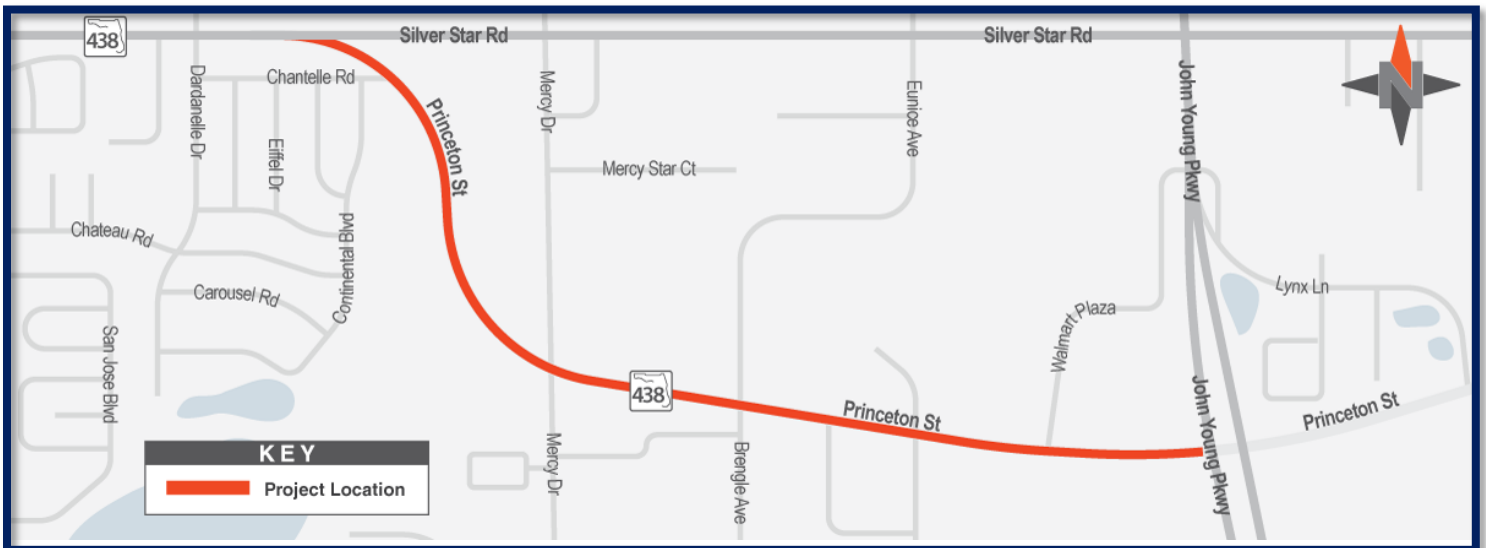 438
Silver Star Rd
Silver Star Rd
Dardanelle Dr
Chantelle Rd
Mercy Dr
Eunice Ave
John Young Pkwy
N
Princeton St
Eiffel Dr
Mercy Star Ct
Chateau Rd
Continental Blvd
Carousel Rd
Lynx Ln
Walmart Plaza
San Jose Blvd
438
Princeton St
John Young Pkwy
Princeton St
Mercy Dr
Brengle Ave
KEY
Project Location